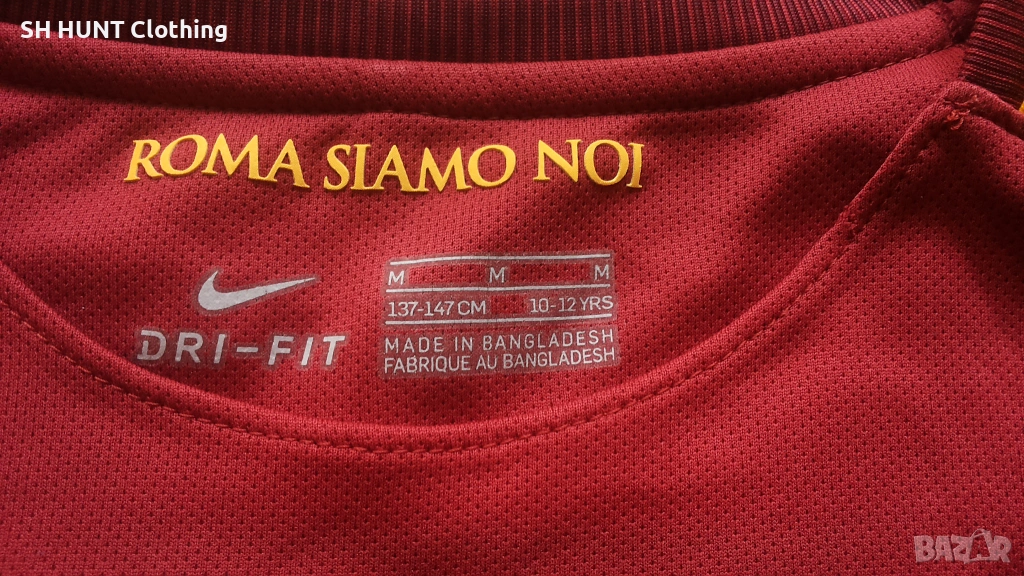 SH HUNT Clothing
ROMA SIAMO NOI
M M M
137-147 CM 10-12 YRS
DRI-FIT
MADE IN BANGLADESH
FABRIQUE AU BANGLADESH
BAZAR